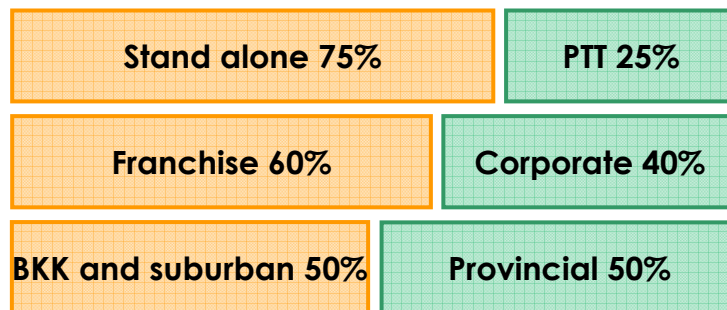 Stand alone 75% PTT 25%
Franchise 60% Corporate 40%
BKK and suburban 50% Provincial 50%